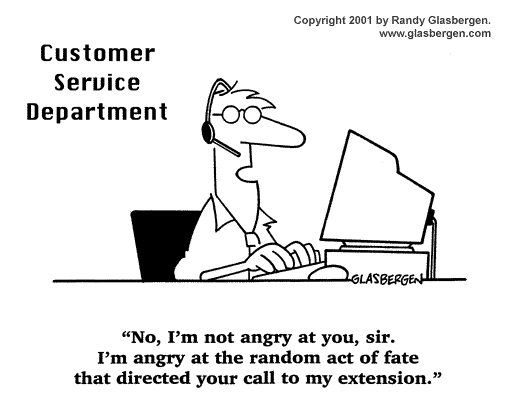 Copyright 2001 by Randy Glasbergen.
www.glasbergen.com
Customer
Service
Department
GLASBERGEN
“No, I’m not angry at you, sir.
I’m angry at the random act of fate
that directed your call to my extension.”